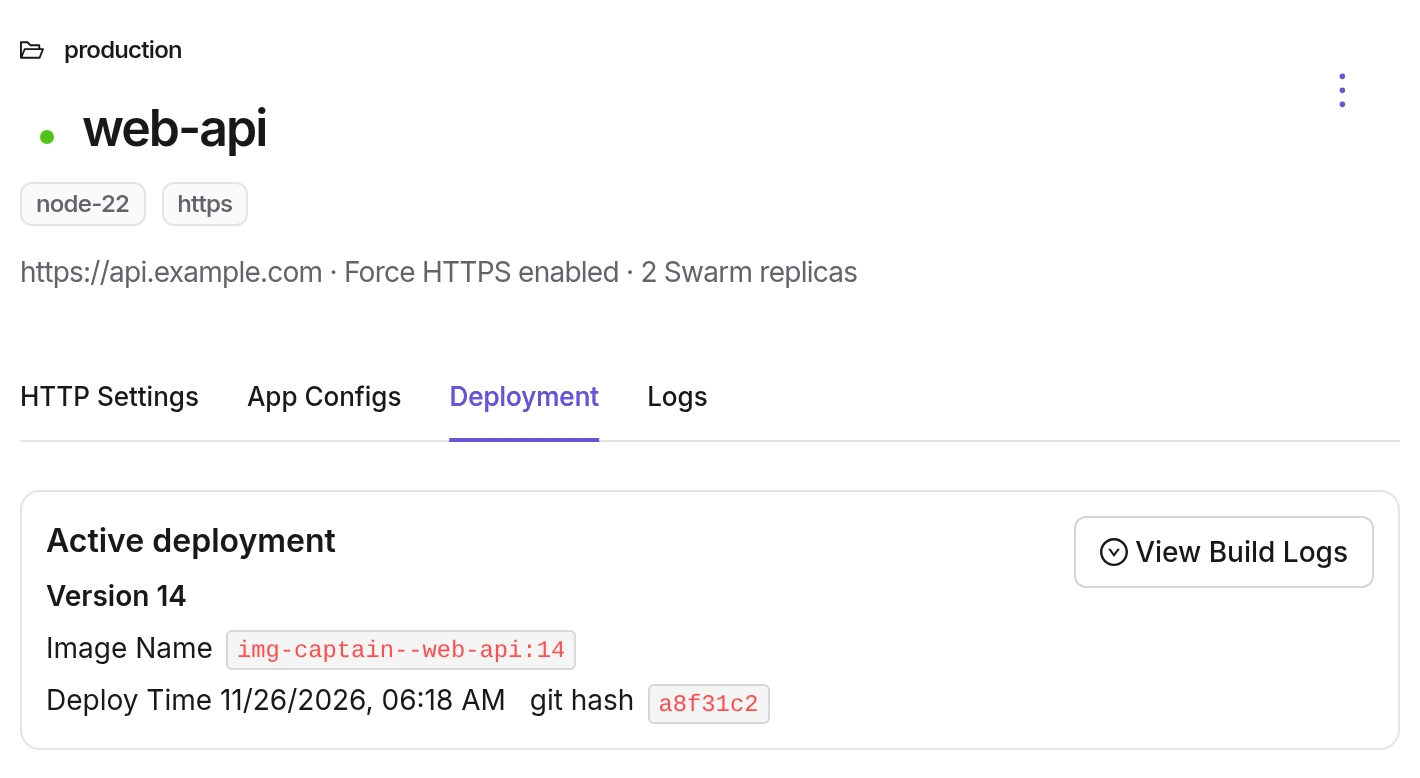 production
web-api
node-22 https
https://api.example.com · Force HTTPS enabled · 2 Swarm replicas
HTTP Settings App Configs Deployment Logs
Active deployment
View Build Logs
Version 14
Image Name img-captain--web-api:14
Deploy Time 11/26/2026, 06:18 AM git hash a8f31c2